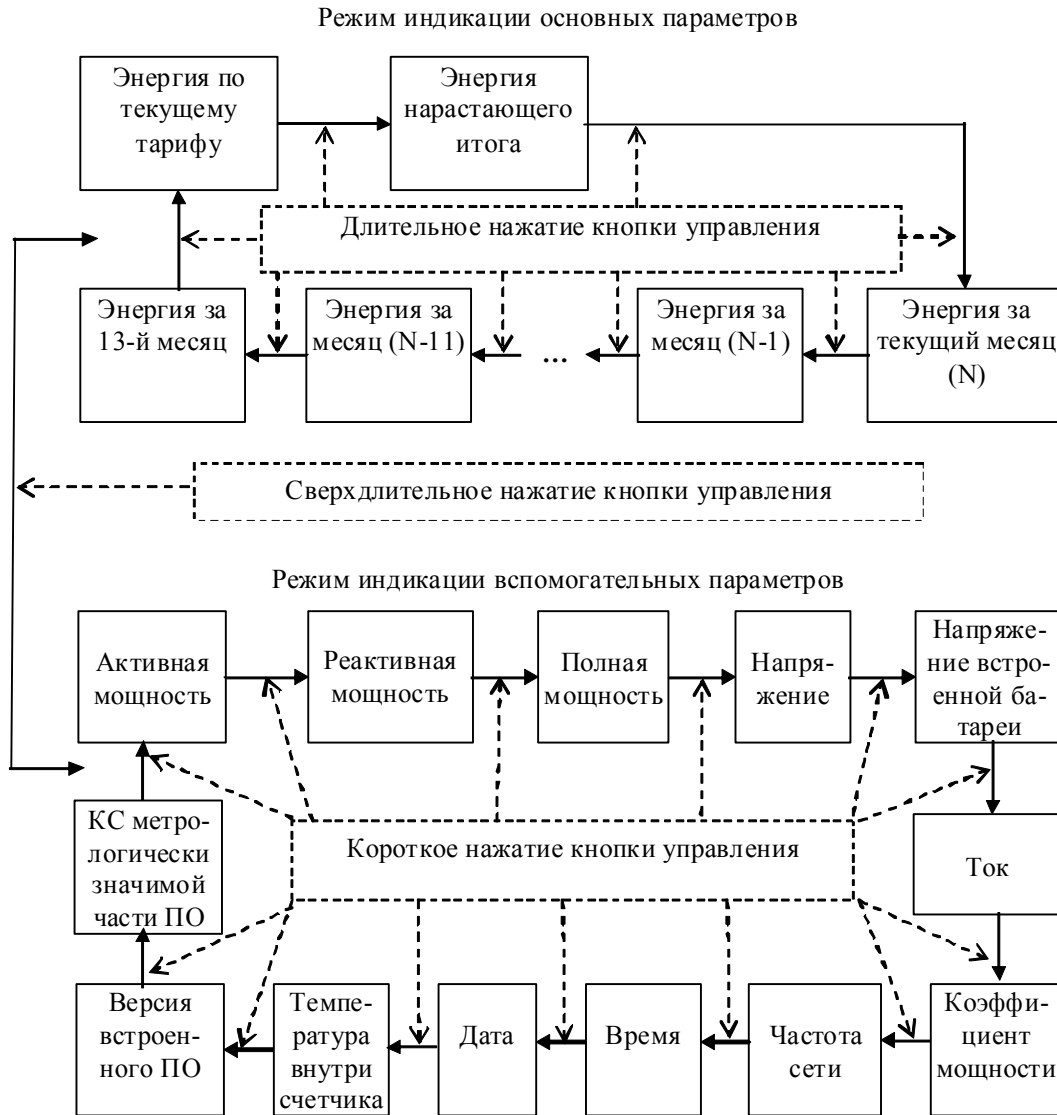 Режим индикации основных параметров
Энергия по
текущему
тарифу
Энергия
нарастающего
итога
Длительное нажатие кнопки управления
Энергия за
13-й месяц
Энергия за
месяц (N-11)
...
Энергия за
месяц (N-1)
Энергия за
текущий месяц
(N)
Сверхдлительное нажатие кнопки управления
Режим индикации вспомогательных параметров
Активная
мощность
Реактивная
мощность
Полная
мощность
Напря-
жение
Напряже-
ние встро-
енной ба-
тареи
КС метро-
логически
значимой
части ПО
Короткое нажатие кнопки управления
Ток
Версия
встроен-
ного ПО
Темпе-
ратура
внутри
счетчика
Дата
Время
Частота
сети
Коэффи-
циент
мощности